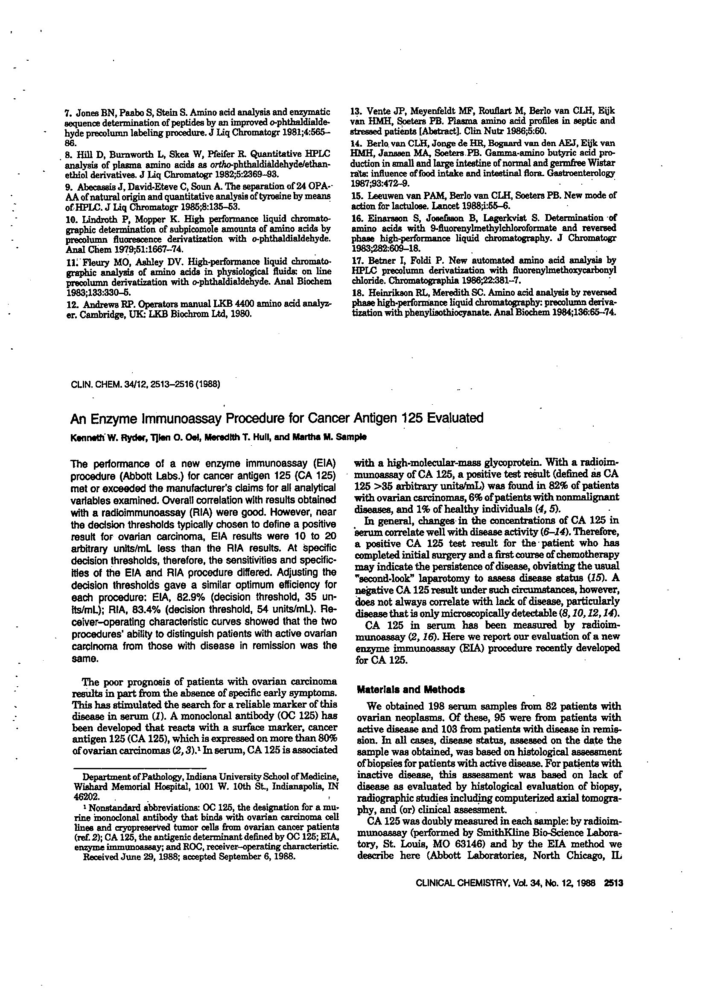 7. Jones BN, Paabo S, Stein S. Amino acid analysis and enzymatic
sequence determination of peptides by an improved o-phthaldialde-
hyde precolumn labeling procedure. J Liq Chromatogr 1981;4:565–
86.
8. Hill D, Burnworth L, Skea W, Pfeifer R. Quantitative HPLC
analysis of plasma amino acids as ortho-phthaldialdehyde/ethan-
ethiol derivatives. J Liq Chromatogr 1982;5:2369–93.
9. Abecassis J, David-Eteve C, Soun A. The separation of 24 OPA-
AA of natural origin and quantitative analysis of tyrosine by means
of HPLC. J Liq Chromatogr 1985;8:135–53.
10. Lindroth P, Mopper K. High performance liquid chromato-
graphic determination of subpicomole amounts of amino acids by
precolumn fluorescence derivatization with o-phthaldialdehyde.
Anal Chem 1979;51:1667–74.
11. Fleury MO, Ashley DV. High-performance liquid chromato-
graphic analysis of amino acids in physiological fluids: on line
precolumn derivatization with o-phthaldialdehyde. Anal Biochem
1983;133:330–5.
12. Andrews RP. Operators manual LKB 4400 amino acid analyz-
er. Cambridge, UK: LKB Biochrom Ltd, 1980.
13. Vente JP, Meyenfeldt MF, Rouflart M, Berlo van CLH, Eijk
van HMH, Soeters PB. Plasma amino acid profiles in septic and
stressed patients [Abstract]. Clin Nutr 1986;5:60.
14. Berlo van CLH, Jonge de HR, Bogaard van den AEJ, Eijk van
HMH, Janssen MA, Soeters PB. Gamma-amino butyric acid pro-
duction in small and large intestine of normal and germfree Wistar
rats: influence of food intake and intestinal flora. Gastroenterology
1987;93:472–9.
15. Leeuwen van PAM, Berlo van CLH, Soeters PB. New mode of
action for lactulose. Lancet 1988;i:55–6.
16. Einarsson S, Josefsson B, Lagerkvist S. Determination of
amino acids with 9-fluorenylmethylchloroformate and reversed
phase high-performance liquid chromatography. J Chromatogr
1983;282:609–18.
17. Betner I, Foldi P. New automated amino acid analysis by
HPLC precolumn derivatization with fluorenylmethoxycarbonyl
chloride. Chromatographia 1986;22:381–7.
18. Heinrikson RL, Meredith SC. Amino acid analysis by reversed
phase high-performance liquid chromatography: precolumn deriva-
tization with phenylisothiocyanate. Anal Biochem 1984;136:65–74.
CLIN. CHEM. 34/12, 2513–2516 (1988)
An Enzyme Immunoassay Procedure for Cancer Antigen 125 Evaluated
Kenneth W. Ryder, Tjien O. Oei, Meredith T. Hull, and Martha M. Sample
The performance of a new enzyme immunoassay (EIA)
procedure (Abbott Labs.) for cancer antigen 125 (CA 125)
met or exceeded the manufacturer's claims for all analytical
variables examined. Overall correlation with results obtained
with a radioimmunoassay (RIA) were good. However, near
the decision thresholds typically chosen to define a positive
result for ovarian carcinoma, EIA results were 10 to 20
arbitrary units/mL less than the RIA results. At specific
decision thresholds, therefore, the sensitivities and specific-
ities of the EIA and RIA procedure differed. Adjusting the
decision thresholds gave a similar optimum efficiency for
each procedure: EIA, 82.9% (decision threshold, 35 un-
its/mL); RIA, 83.4% (decision threshold, 54 units/mL). Re-
ceiver–operating characteristic curves showed that the two
procedures' ability to distinguish patients with active ovarian
carcinoma from those with disease in remission was the
same.
The poor prognosis of patients with ovarian carcinoma
results in part from the absence of specific early symptoms.
This has stimulated the search for a reliable marker of this
disease in serum (1). A monoclonal antibody (OC 125) has
been developed that reacts with a surface marker, cancer
antigen 125 (CA 125), which is expressed on more than 80%
of ovarian carcinomas (2, 3).¹ In serum, CA 125 is associated
Department of Pathology, Indiana University School of Medicine,
Wishard Memorial Hospital, 1001 W. 10th St., Indianapolis, IN
46202.
¹ Nonstandard abbreviations: OC 125, the designation for a mu-
rine monoclonal antibody that binds with ovarian carcinoma cell
lines and cryopreserved tumor cells from ovarian cancer patients
(ref. 2); CA 125, the antigenic determinant defined by OC 125; EIA,
enzyme immunoassay; and ROC, receiver–operating characteristic.
Received June 29, 1988; accepted September 6, 1988.
with a high-molecular-mass glycoprotein. With a radioim-
munoassay of CA 125, a positive test result (defined as CA
125 >35 arbitrary units/mL) was found in 82% of patients
with ovarian carcinomas, 6% of patients with nonmalignant
diseases, and 1% of healthy individuals (4, 5).
In general, changes in the concentrations of CA 125 in
serum correlate well with disease activity (6–14). Therefore,
a positive CA 125 test result for the patient who has
completed initial surgery and a first course of chemotherapy
may indicate the persistence of disease, obviating the usual
"second-look" laparotomy to assess disease status (15). A
negative CA 125 result under such circumstances, however,
does not always correlate with lack of disease, particularly
disease that is only microscopically detectable (8, 10, 12, 14).
CA 125 in serum has been measured by radioim-
munoassay (2, 16). Here we report our evaluation of a new
enzyme immunoassay (EIA) procedure recently developed
for CA 125.
Materials and Methods
We obtained 198 serum samples from 82 patients with
ovarian neoplasms. Of these, 95 were from patients with
active disease and 103 from patients with disease in remis-
sion. In all cases, disease status, assessed on the date the
sample was obtained, was based on histological assessment
of biopsies for patients with active disease. For patients with
inactive disease, this assessment was based on lack of
disease as evaluated by histological evaluation of biopsy,
radiographic studies including computerized axial tomogra-
phy, and (or) clinical assessment.
CA 125 was doubly measured in each sample: by radioim-
munoassay (performed by SmithKline Bio-Science Labora-
tory, St. Louis, MO 63146) and by the EIA method we
describe here (Abbott Laboratories, North Chicago, IL
CLINICAL CHEMISTRY, Vol. 34, No. 12, 1988 2513